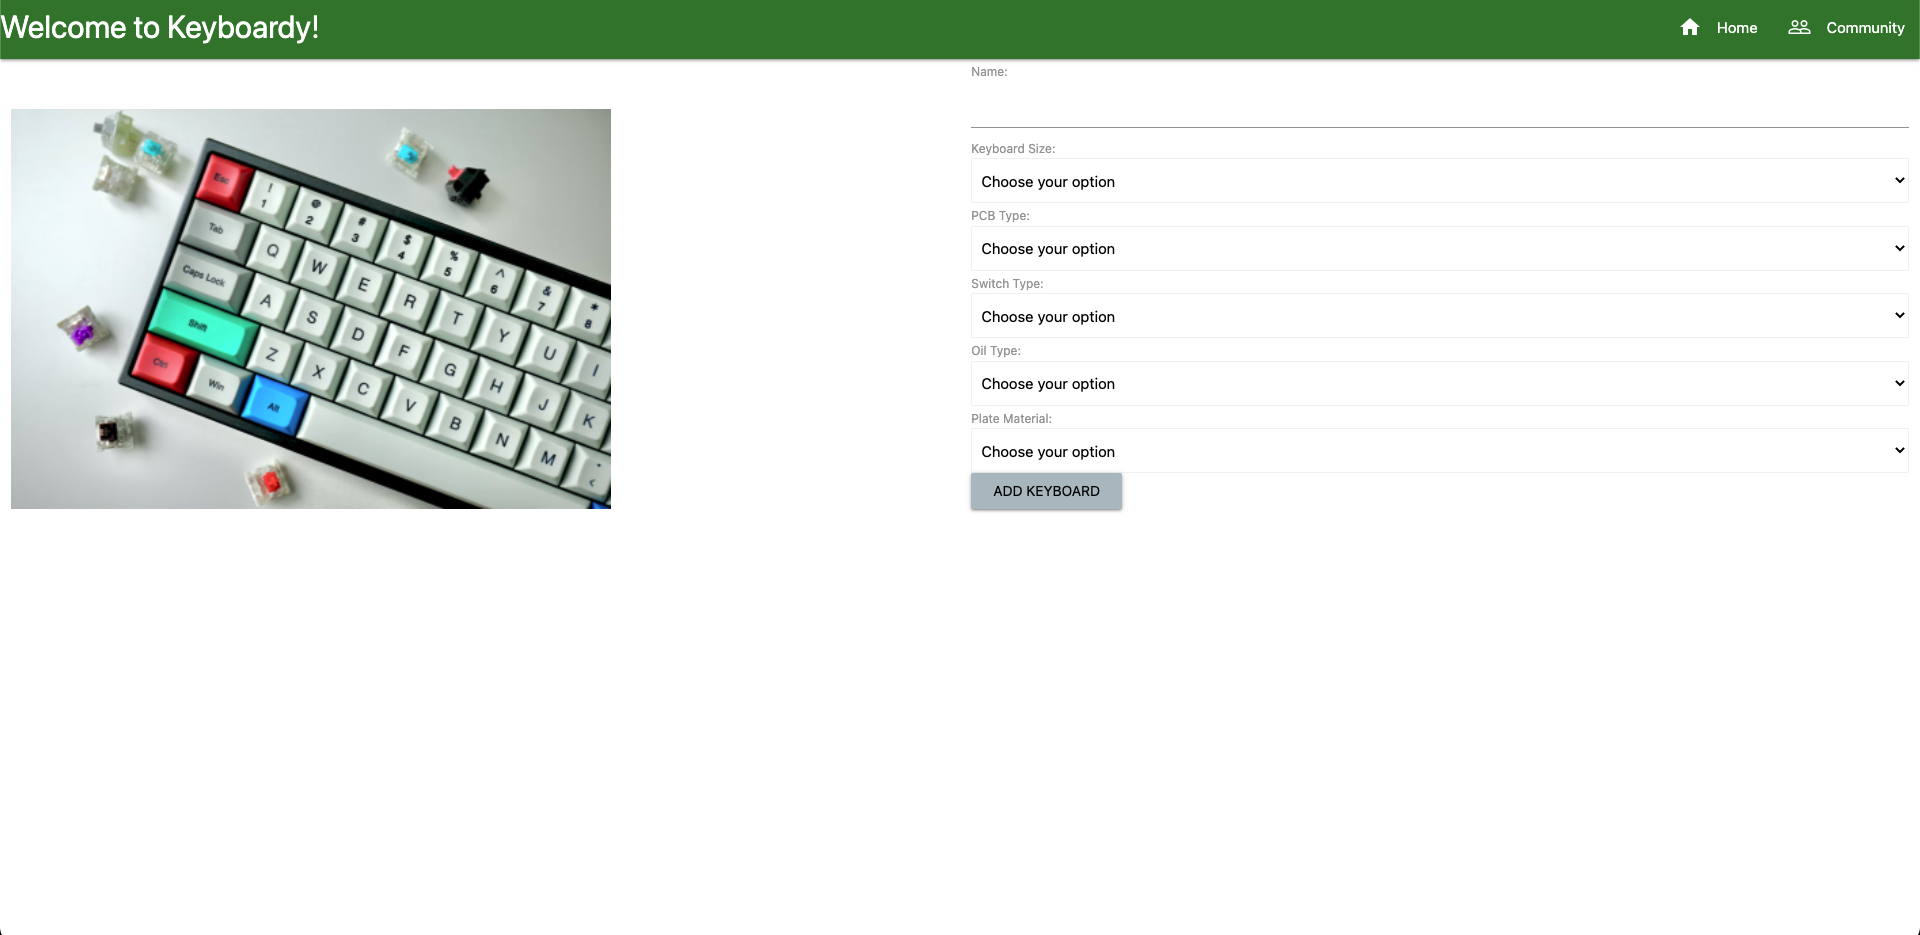 Welcome to Keyboardy!
Home
Community
Name:
Keyboard Size:
Choose your option
PCB Type:
Choose your option
Switch Type:
Choose your option
Oil Type:
Choose your option
Plate Material:
Choose your option
ADD KEYBOARD
Esc ! 1 @ 2 # 3 $ 4 % 5 ^ 6 & 7 * 8
Tab Q W E R T Y U I
Caps Lock A S D F G H J K
Shift Z X C V B N M <
Ctrl Win Alt